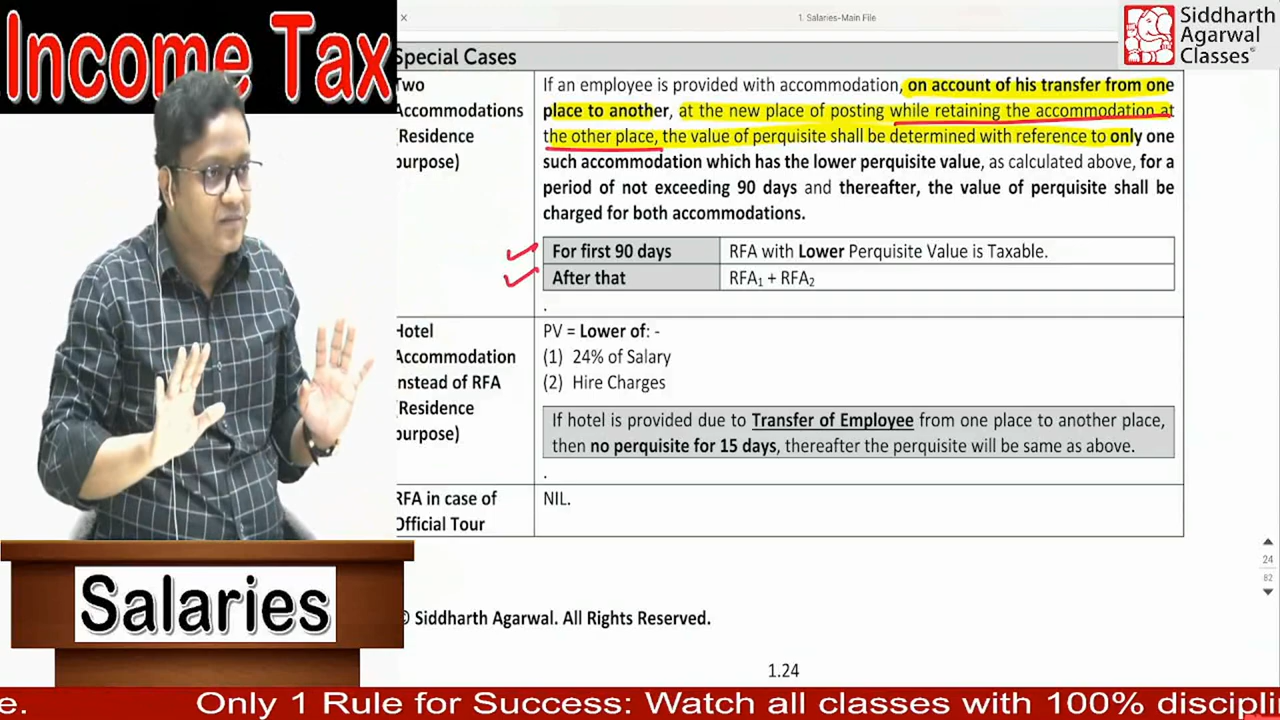 Income Tax
×
1. Salaries-Main File
Siddharth
Agarwal
Classes
Special Cases
Two
Accommodations
(Residence
purpose)
If an employee is provided with accommodation, on account of his transfer from one
place to another, at the new place of posting while retaining the accommodation at
the other place, the value of perquisite shall be determined with reference to only one
such accommodation which has the lower perquisite value, as calculated above, for a
period of not exceeding 90 days and thereafter, the value of perquisite shall be
charged for both accommodations.
For first 90 days RFA with Lower Perquisite Value is Taxable.
After that RFA₁ + RFA₂
.
Hotel
Accommodation
instead of RFA
(Residence
purpose)
PV = Lower of: -
(1) 24% of Salary
(2) Hire Charges
If hotel is provided due to Transfer of Employee from one place to another place,
then no perquisite for 15 days, thereafter the perquisite will be same as above.
.
RFA in case of
Official Tour
NIL.
24
82
Salaries
© Siddharth Agarwal. All Rights Reserved.
1.24
e. Only 1 Rule for Success: Watch all classes with 100% discipli